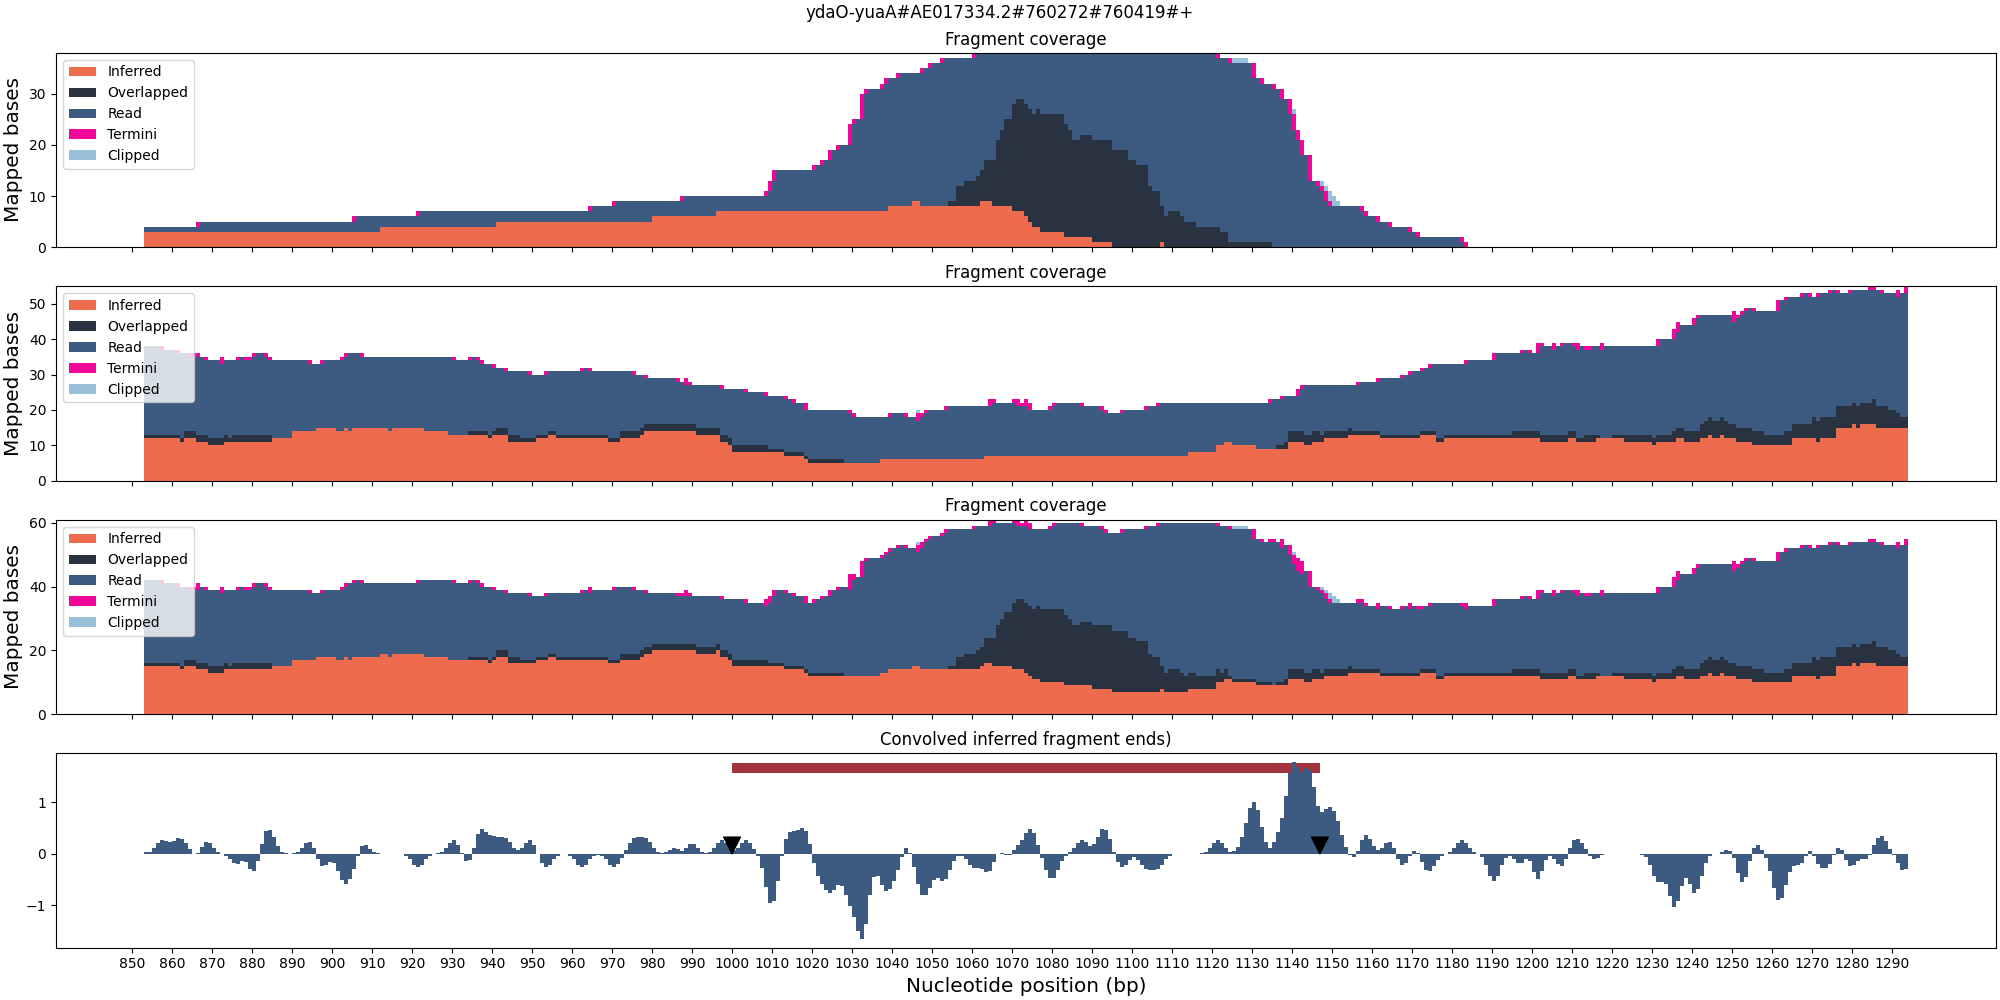 ydaO-yuaA#AE017334.2#760272#760419#+
Fragment coverage
Mapped bases
30
20
10
0
Inferred
Overlapped
Read
Termini
Clipped
Fragment coverage
Mapped bases
50
40
30
20
10
0
Inferred
Overlapped
Read
Termini
Clipped
Fragment coverage
Mapped bases
60
40
20
0
Inferred
Overlapped
Read
Termini
Clipped
Convolved inferred fragment ends)
1
0
−1
850 860 870 880 890 900 910 920 930 940 950 960 970 980 990 1000 1010 1020 1030 1040 1050 1060 1070 1080 1090 1100 1110 1120 1130 1140 1150 1160 1170 1180 1190 1200 1210 1220 1230 1240 1250 1260 1270 1280 1290
Nucleotide position (bp)